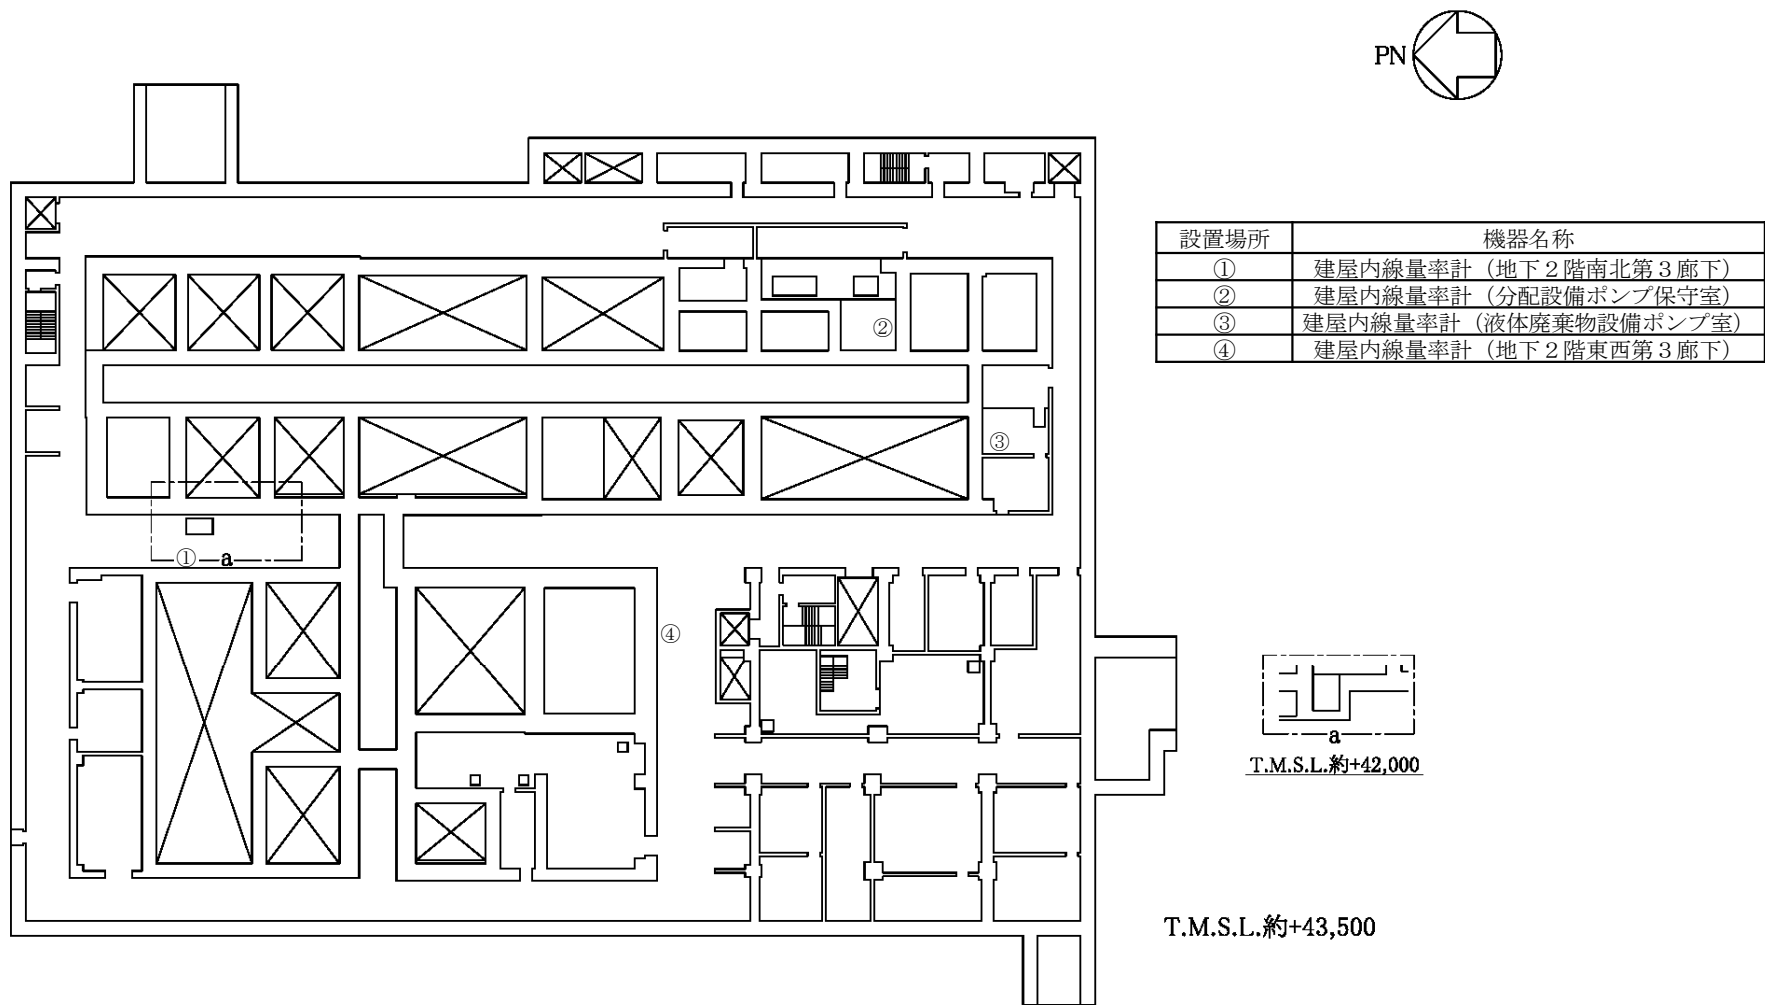 PN
設置場所 機器名称
① 建屋内線量率計（地下２階南北第３廊下）
② 建屋内線量率計（分配設備ポンプ保守室）
③ 建屋内線量率計（液体廃棄物設備ポンプ室）
④ 建屋内線量率計（地下２階東西第３廊下）
②
③
① a
④
a
T.M.S.L.約+42,000
T.M.S.L.約+43,500